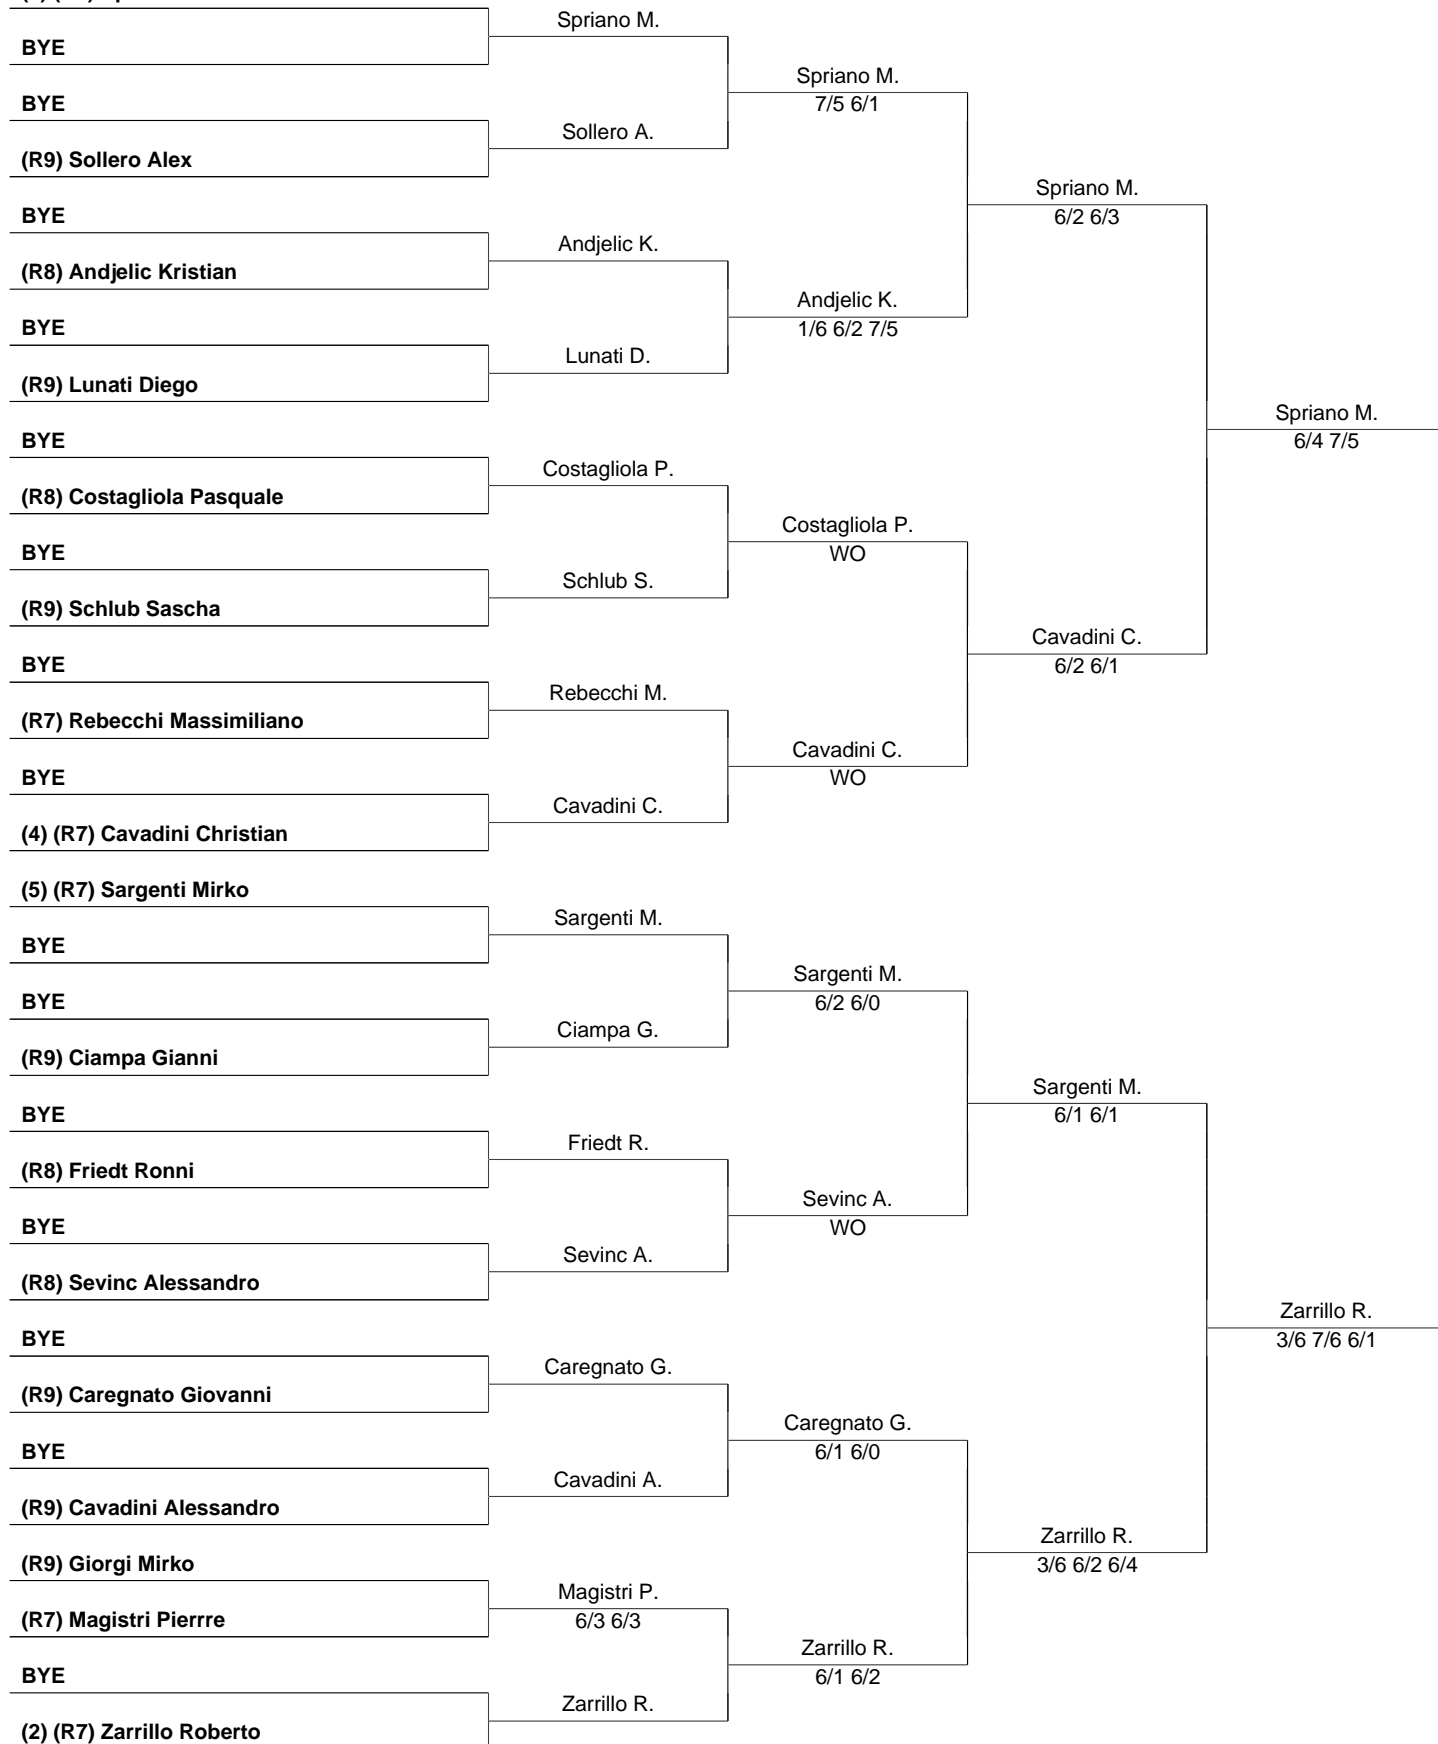 BYE
BYE
(R9) Sollero Alex
BYE
(R8) Andjelic Kristian
BYE
(R9) Lunati Diego
BYE
(R8) Costagliola Pasquale
BYE
(R9) Schlub Sascha
BYE
(R7) Rebecchi Massimiliano
BYE
(4) (R7) Cavadini Christian
(5) (R7) Sargenti Mirko
BYE
BYE
(R9) Ciampa Gianni
BYE
(R8) Friedt Ronni
BYE
(R8) Sevinc Alessandro
BYE
(R9) Caregnato Giovanni
BYE
(R9) Cavadini Alessandro
(R9) Giorgi Mirko
(R7) Magistri Pierrre
BYE
(2) (R7) Zarrillo Roberto
Spriano M.
Sollero A.
Andjelic K.
Lunati D.
Costagliola P.
Schlub S.
Rebecchi M.
Cavadini C.
Sargenti M.
Ciampa G.
Friedt R.
Sevinc A.
Caregnato G.
Cavadini A.
Magistri P.
6/3 6/3
Zarrillo R.
Spriano M.
7/5 6/1
Andjelic K.
1/6 6/2 7/5
Costagliola P.
WO
Cavadini C.
WO
Sargenti M.
6/2 6/0
Sevinc A.
WO
Caregnato G.
6/1 6/0
Zarrillo R.
6/1 6/2
Spriano M.
6/2 6/3
Cavadini C.
6/2 6/1
Sargenti M.
6/1 6/1
Zarrillo R.
3/6 6/2 6/4
Spriano M.
6/4 7/5
Zarrillo R.
3/6 7/6 6/1